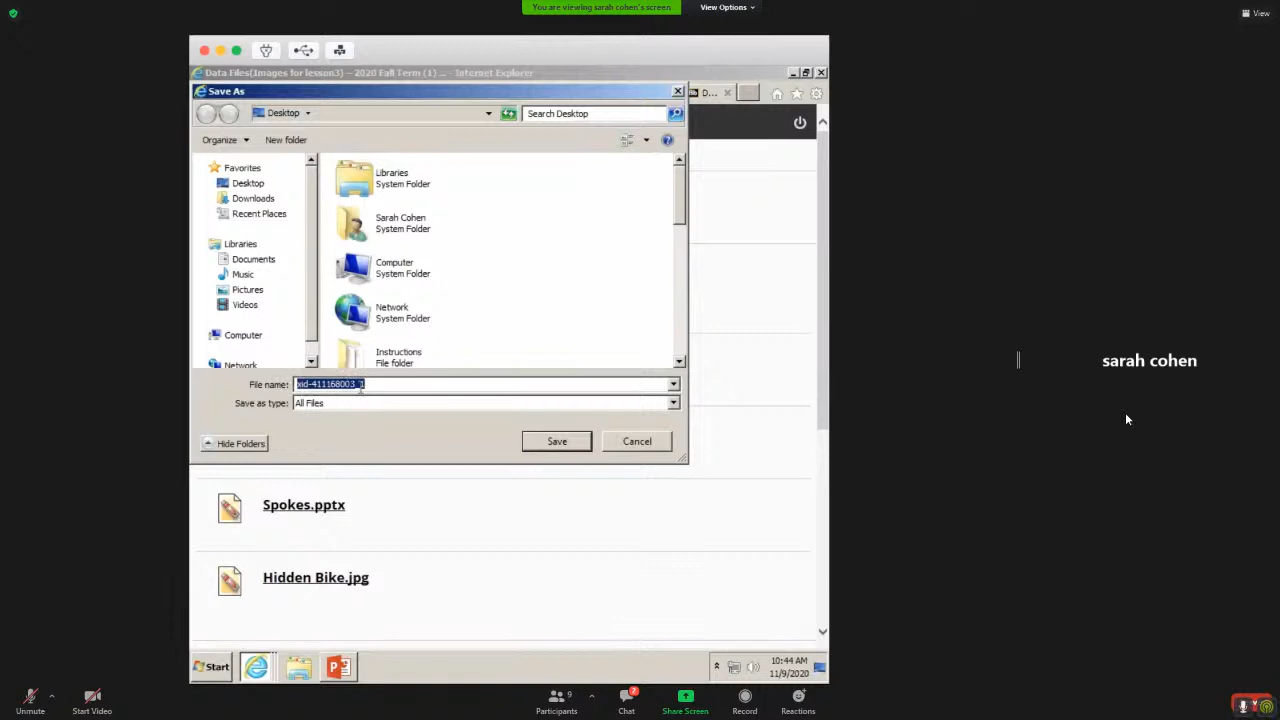 You are viewing sarah cohen's screen
View Options
View
Data Files(Images for lesson3) – 2020 Fall Term (1) ... - Internet Explorer
Save As
D...
Desktop
Search Desktop
Organize
New folder
Favorites
Desktop
Downloads
Recent Places
Libraries
Documents
Music
Pictures
Videos
Computer
Network
Libraries
System Folder
Sarah Cohen
System Folder
Computer
System Folder
Network
System Folder
Instructions
File folder
File name:
xid-411168003_1
Save as type:
All Files
Hide Folders
Save
Cancel
sarah cohen
Spokes.pptx
Hidden Bike.jpg
Start
10:44 AM
11/9/2020
Unmute
Start Video
Participants
9
Chat
2
Share Screen
Record
Reactions